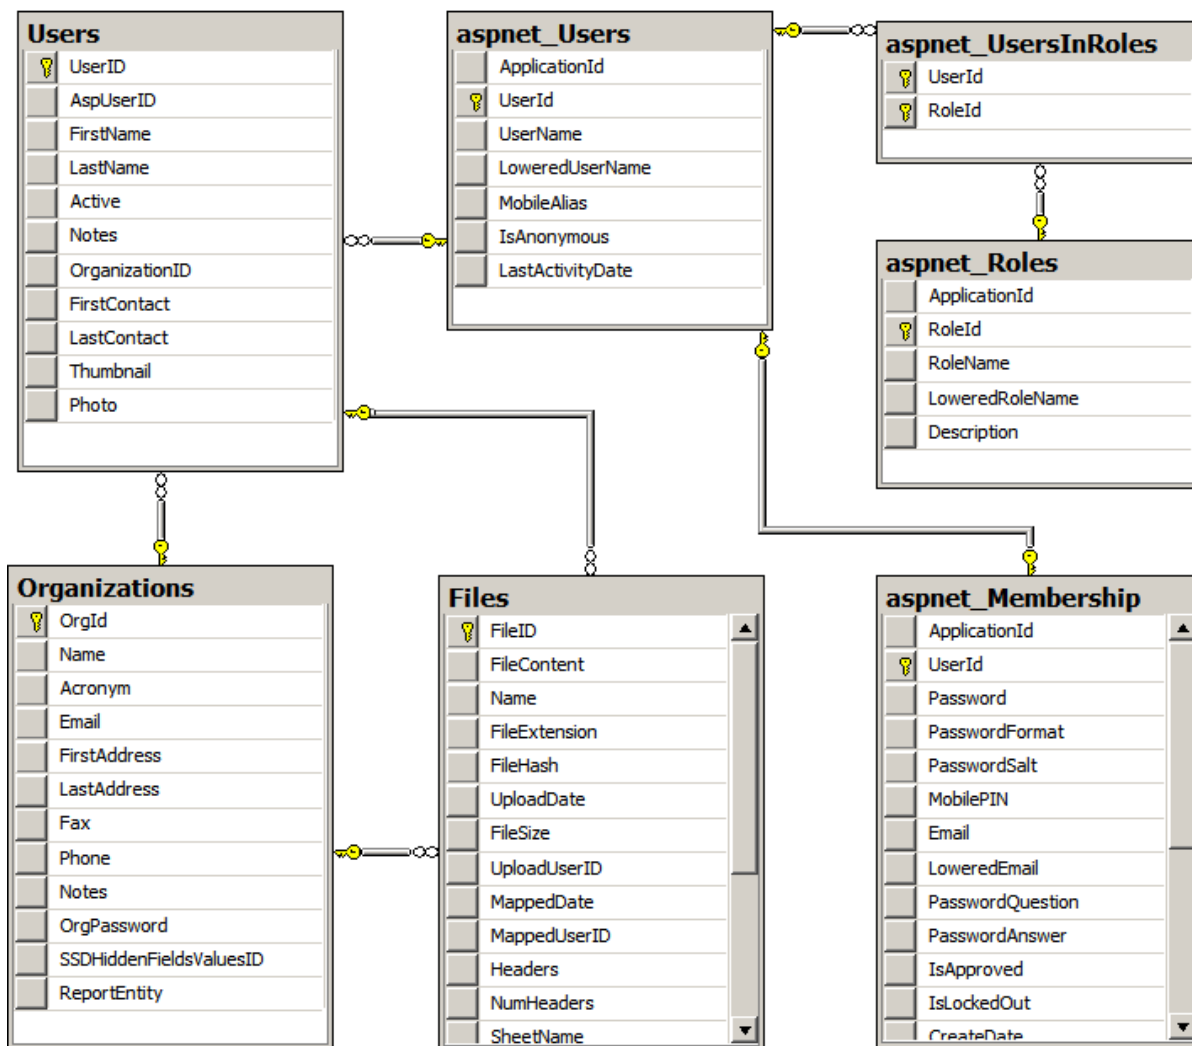 Users
UserID
AspUserID
FirstName
LastName
Active
Notes
OrganizationID
FirstContact
LastContact
Thumbnail
Photo
aspnet_Users
ApplicationId
UserId
UserName
LoweredUserName
MobileAlias
IsAnonymous
LastActivityDate
aspnet_UsersInRoles
UserId
RoleId
aspnet_Roles
ApplicationId
RoleId
RoleName
LoweredRoleName
Description
Organizations
OrgId
Name
Acronym
Email
FirstAddress
LastAddress
Fax
Phone
Notes
OrgPassword
SSDHiddenFieldsValuesID
ReportEntity
Files
FileID
FileContent
Name
FileExtension
FileHash
UploadDate
FileSize
UploadUserID
MappedDate
MappedUserID
Headers
NumHeaders
SheetName
aspnet_Membership
ApplicationId
UserId
Password
PasswordFormat
PasswordSalt
MobilePIN
Email
LoweredEmail
PasswordQuestion
PasswordAnswer
IsApproved
IsLockedOut
CreateDate